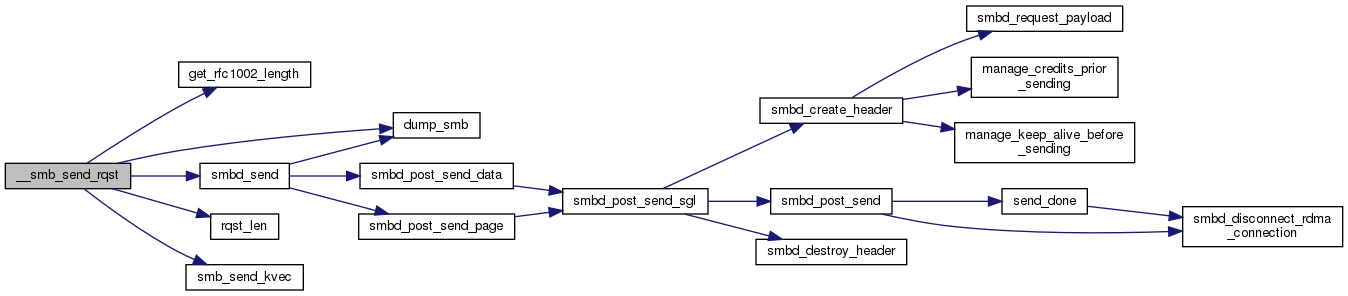 smbd_request_payload
get_rfc1002_length
manage_credits_prior
_sending
smbd_create_header
dump_smb
manage_keep_alive_before
_sending
__smb_send_rqst
smbd_send
smbd_post_send_data
smbd_post_send_sgl
smbd_post_send
send_done
rqst_len
smbd_post_send_page
smbd_disconnect_rdma
_connection
smbd_destroy_header
smb_send_kvec